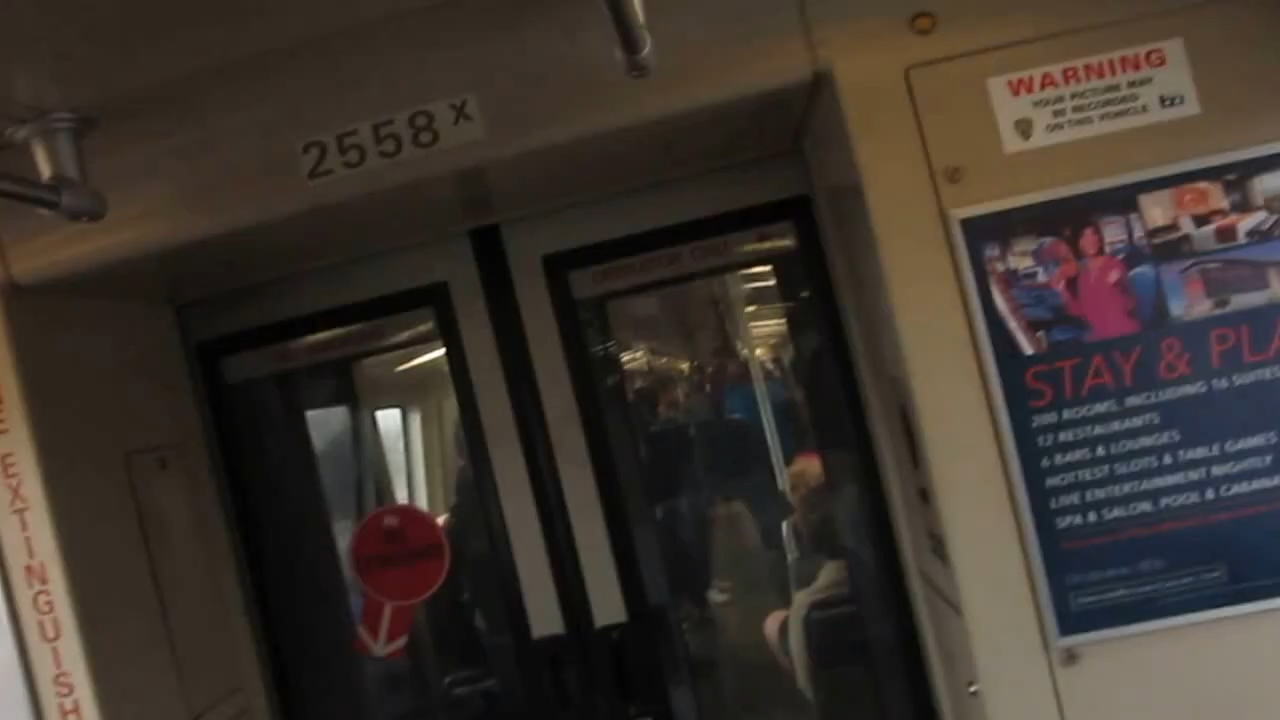 2558 X
WARNING
YOUR PICTURE MAY
BE RECORDED
ON THIS VEHICLE
STAY & PLA
200 ROOMS, INCLUDING 16 SUITES
12 RESTAURANTS
6 BARS & LOUNGES
HOTTEST SLOTS & TABLE GAMES
LIVE ENTERTAINMENT NIGHTLY
SPA & SALON, POOL & CABANA
EXTINGUISH